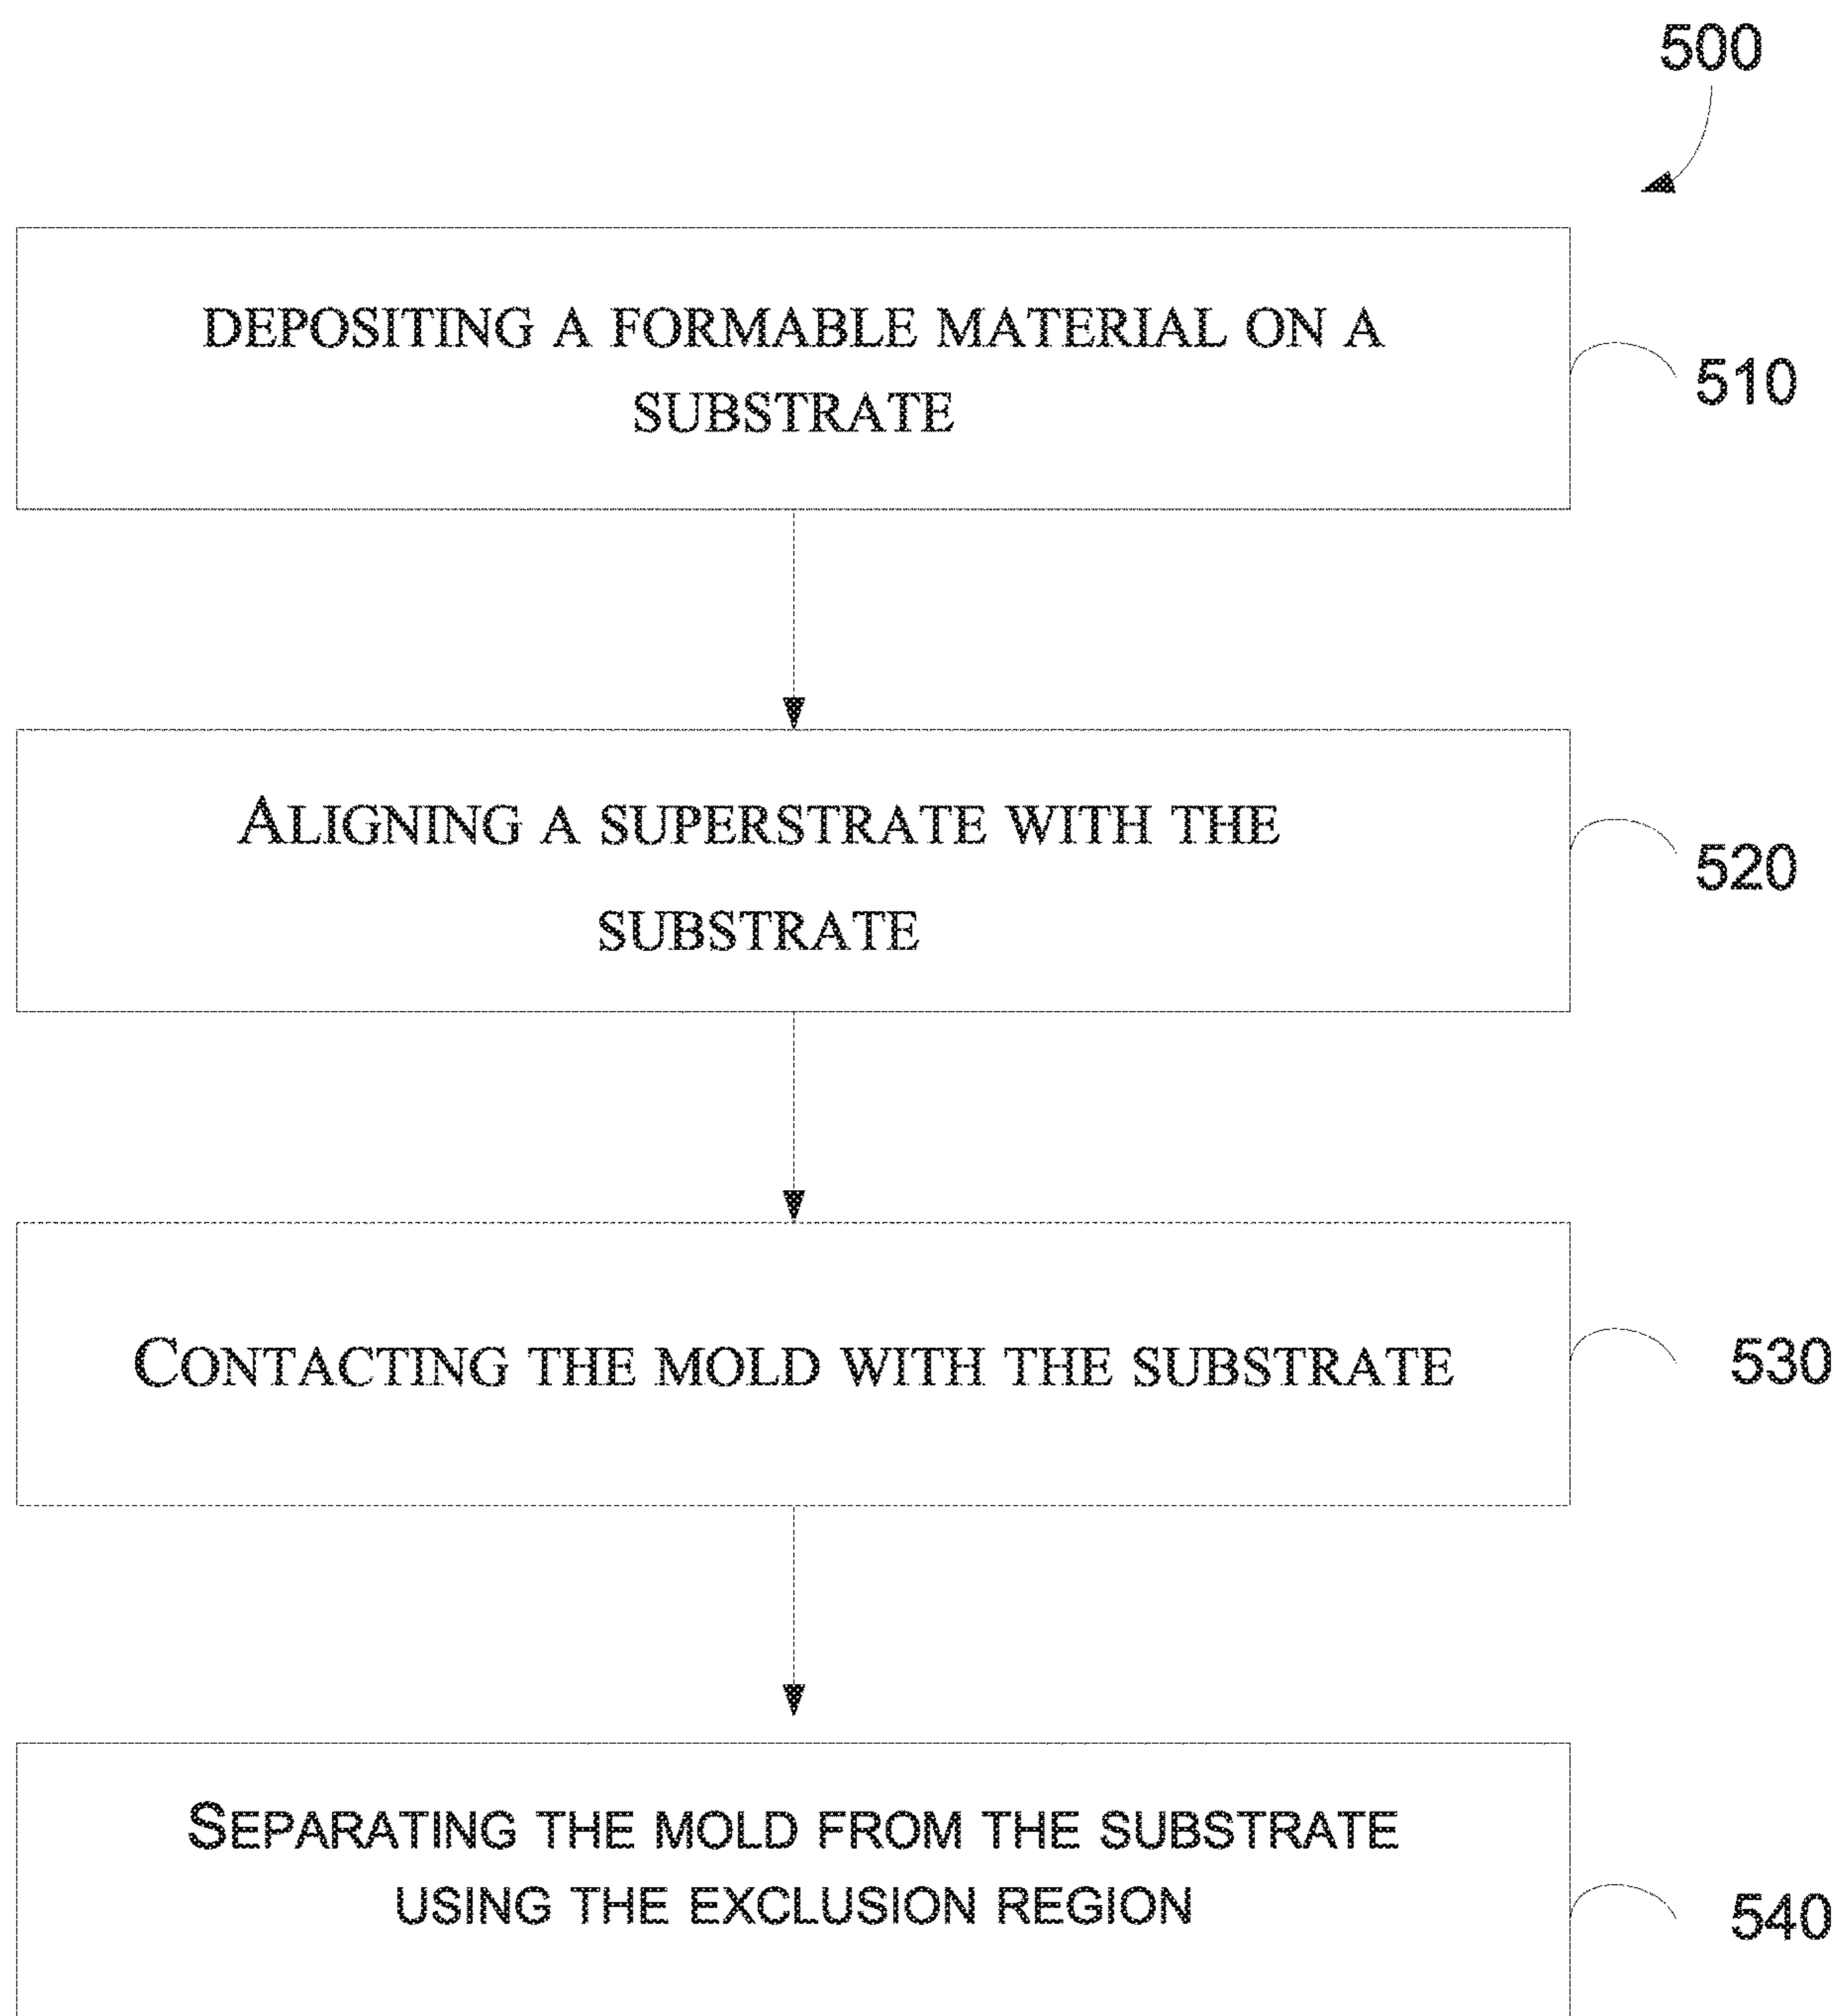 500
DEPOSITING A FORMABLE MATERIAL ON A
SUBSTRATE
510
ALIGNING A SUPERSTRATE WITH THE
SUBSTRATE
520
CONTACTING THE MOLD WITH THE SUBSTRATE
530
SEPARATING THE MOLD FROM THE SUBSTRATE
USING THE EXCLUSION REGION
540